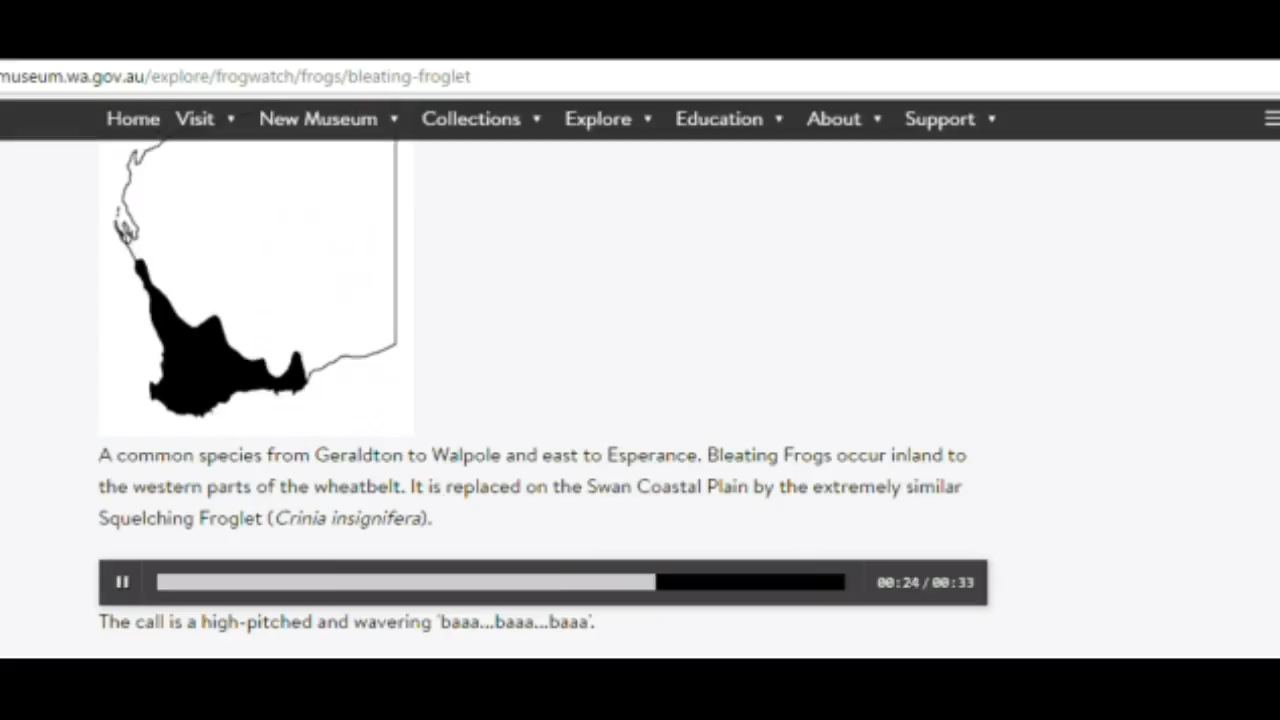 museum.wa.gov.au/explore/frogwatch/frogs/bleating-froglet
Home Visit New Museum Collections Explore Education About Support
A common species from Geraldton to Walpole and east to Esperance. Bleating Frogs occur inland to
the western parts of the wheatbelt. It is replaced on the Swan Coastal Plain by the extremely similar
Squelching Froglet (Crinia insignifera).
00:24/00:33
The call is a high-pitched and wavering 'baaa...baaa...baaa'.